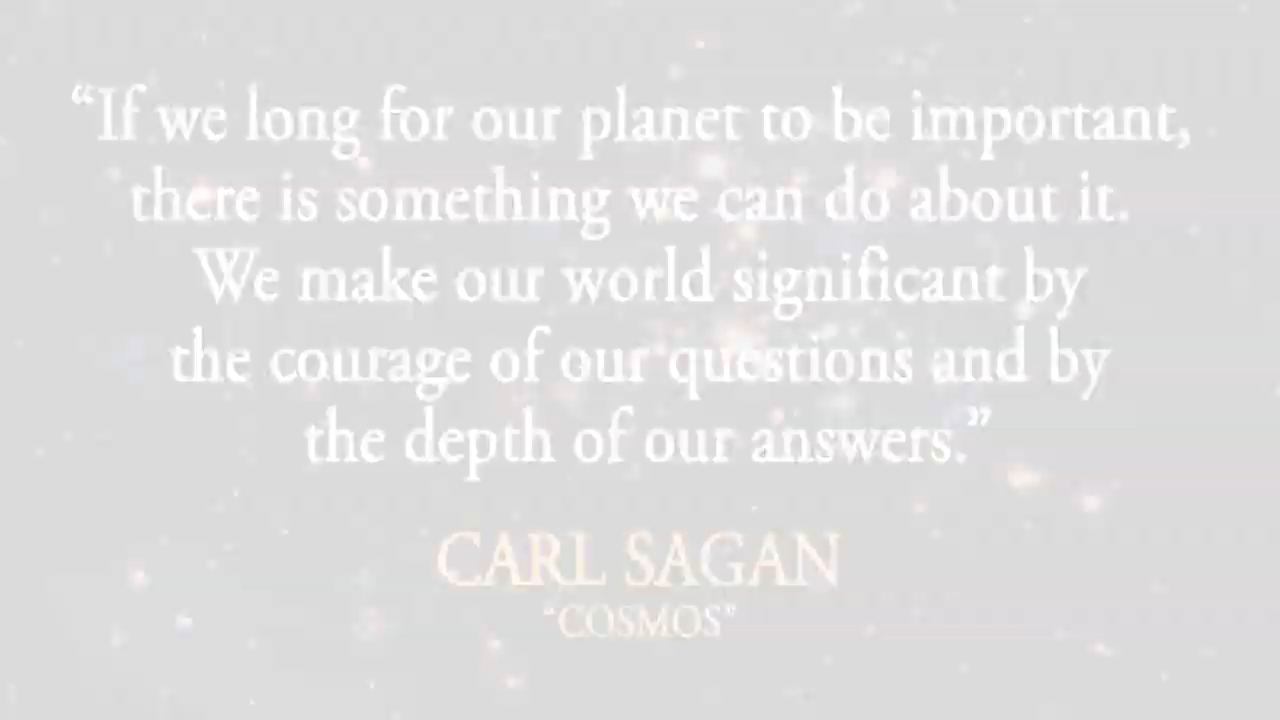 “If we long for our planet to be important,
there is something we can do about it.
We make our world significant by
the courage of our questions and by
the depth of our answers.”
CARL SAGAN
“COSMOS”